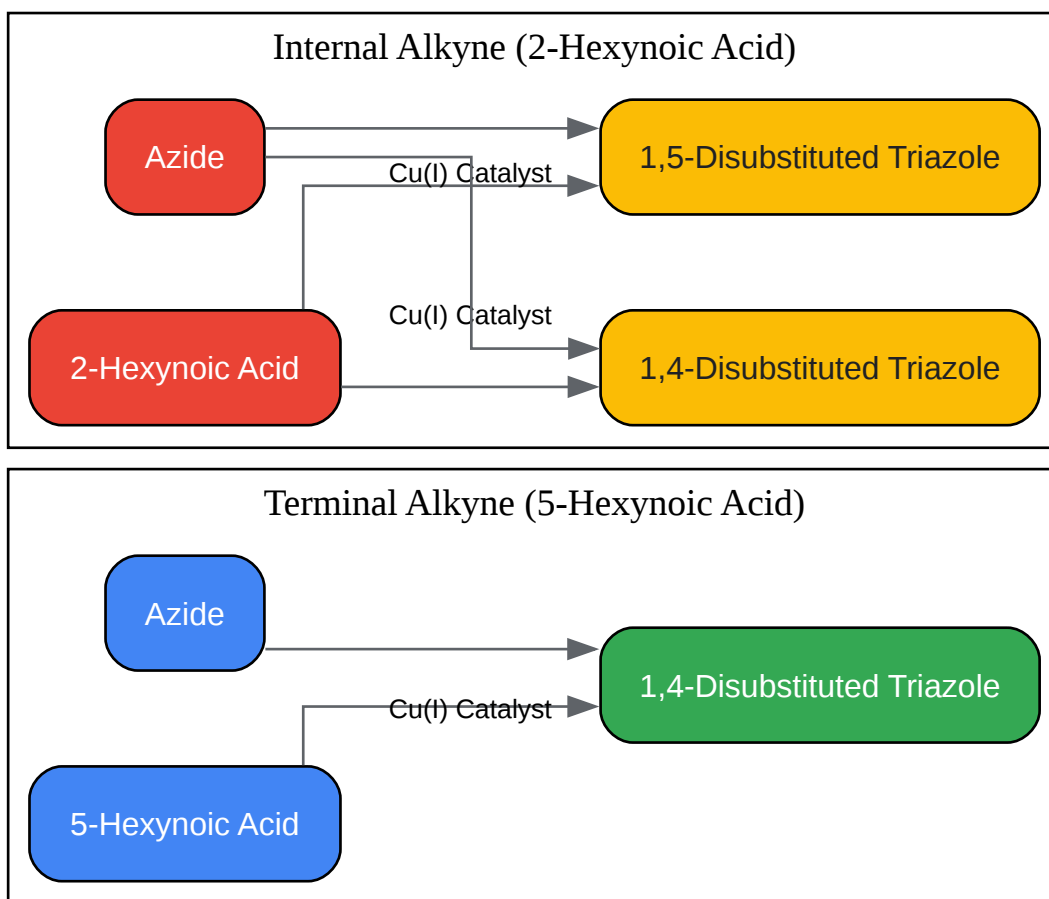 Internal Alkyne (2-Hexynoic Acid)
Azide
1,5-Disubstituted Triazole
Cu(I) Catalyst
Cu(I) Catalyst
2-Hexynoic Acid
1,4-Disubstituted Triazole
Terminal Alkyne (5-Hexynoic Acid)
Azide
1,4-Disubstituted Triazole
Cu(I) Catalyst
5-Hexynoic Acid